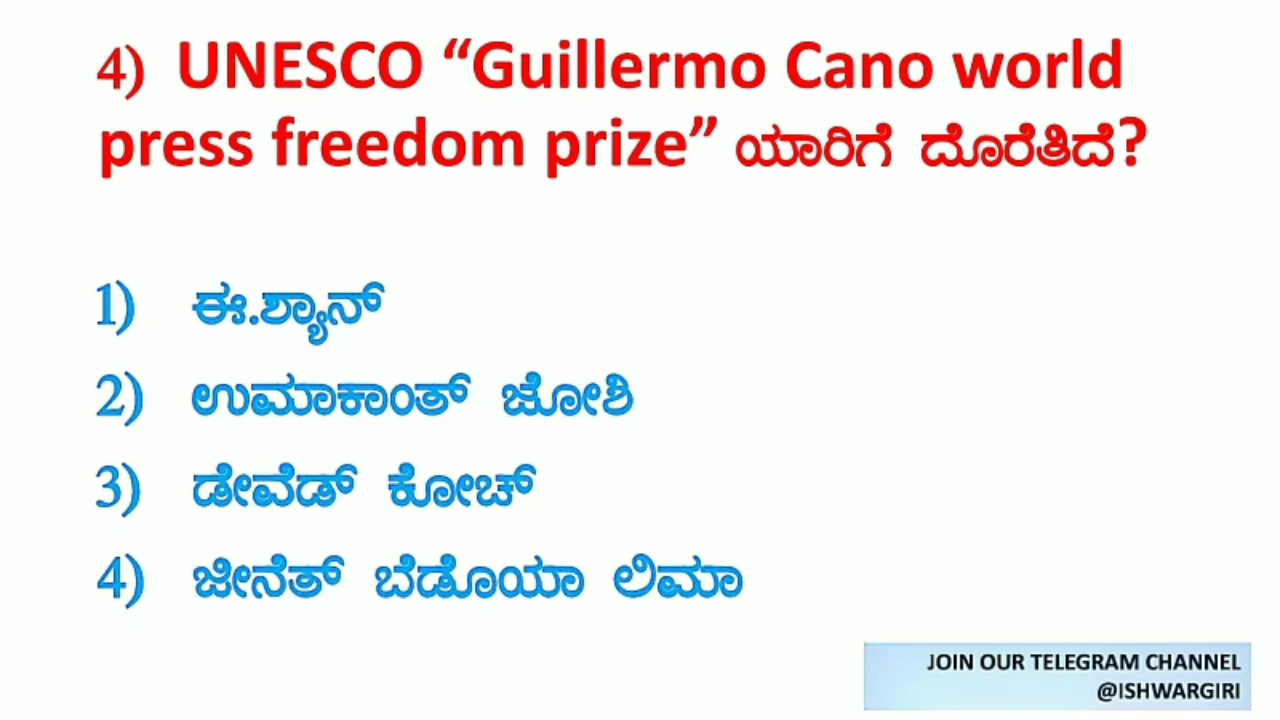 4) UNESCO “Guillermo Cano world
press freedom prize” ಯಾರಿಗೆ ದೊರೆತಿದೆ?
1) ಈ.ಶ್ಯಾನ್
2) ಉಮಾಕಾಂತ್ ಜೋಶಿ
3) ಡೇವೆಡ್ ಕೋಚ್
4) ಜೀನೆತ್ ಬೆಡೊಯಾ ಲಿಮಾ
JOIN OUR TELEGRAM CHANNEL
@ISHWARGIRI